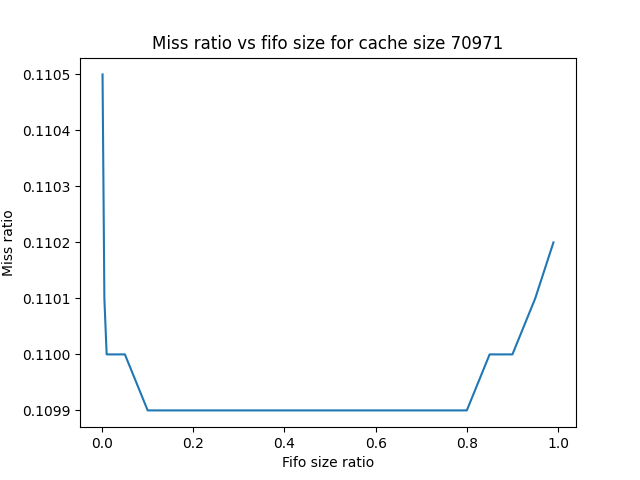 Miss ratio vs fifo size for cache size 70971
0.1105
0.1104
0.1103
0.1102
0.1101
0.1100
0.1099
Miss ratio
0.0 0.2 0.4 0.6 0.8 1.0
Fifo size ratio